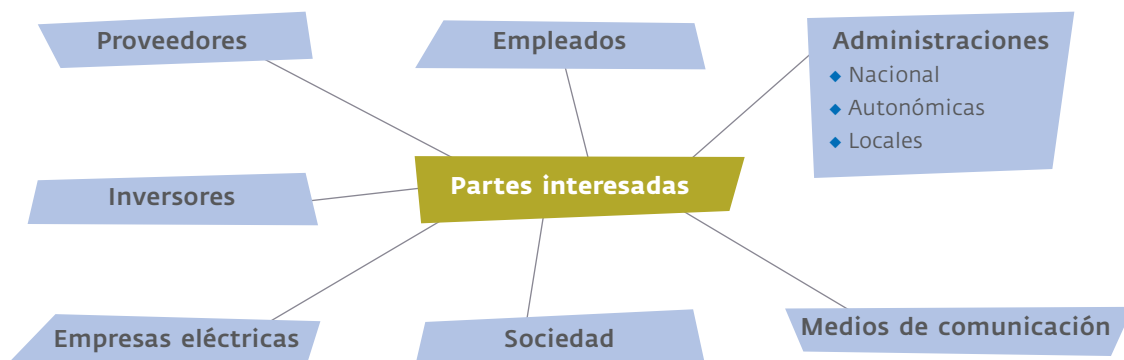 Proveedores
Empleados
Administraciones
◆ Nacional
◆ Autonómicas
◆ Locales
Partes interesadas
Inversores
Empresas eléctricas
Sociedad
Medios de comunicación